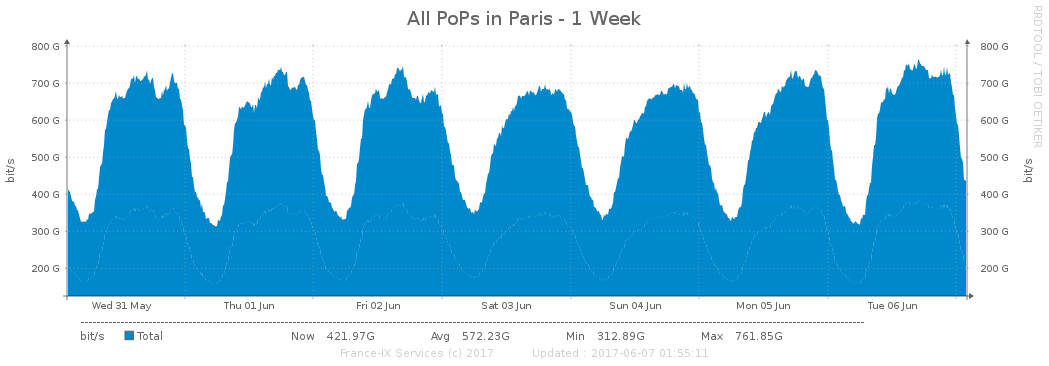 All PoPs in Paris - 1 Week
RRDTOOL / TOBI OETIKER
800 G 800 G
700 G 700 G
600 G 600 G
500 G 500 G
400 G 400 G
300 G 300 G
200 G 200 G
bit/s bit/s
Wed 31 May Thu 01 Jun Fri 02 Jun Sat 03 Jun Sun 04 Jun Mon 05 Jun Tue 06 Jun
bit/s Total Now 421.97G Avg 572.23G Min 312.89G Max 761.85G
France-IX Services (c) 2017 Updated : 2017-06-07 01:55:11